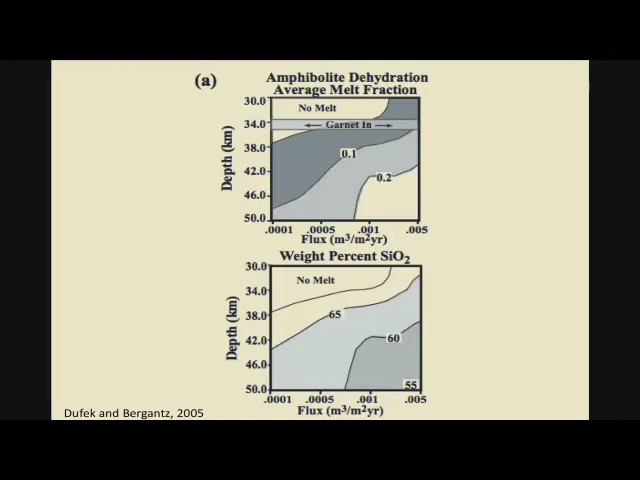 (a)
Amphibolite Dehydration
Average Melt Fraction
30.0
34.0
38.0
42.0
46.0
50.0
Depth (km)
No Melt
← Garnet In →
0.1
0.2
.0001 .0005 .001 .005
Flux (m³/m²yr)
Weight Percent SiO₂
30.0
34.0
38.0
42.0
46.0
50.0
Depth (km)
No Melt
65
60
55
.0001 .0005 .001 .005
Flux (m³/m²yr)
Dufek and Bergantz, 2005